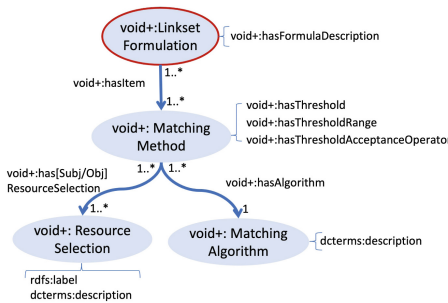 void+:Linkset
Formulation
void+:hasFormulaDescription
void+:hasItem
1..*
1..*
void+: Matching
Method
void+:hasThreshold
void+:hasThresholdRange
void+:hasThresholdAcceptanceOperator
void+:has[Subj/Obj]
ResourceSelection
1..*
1..*
void+:hasAlgorithm
1..*
1
void+: Resource
Selection
void+: Matching
Algorithm
dcterms:description
rdfs:label
dcterms:description